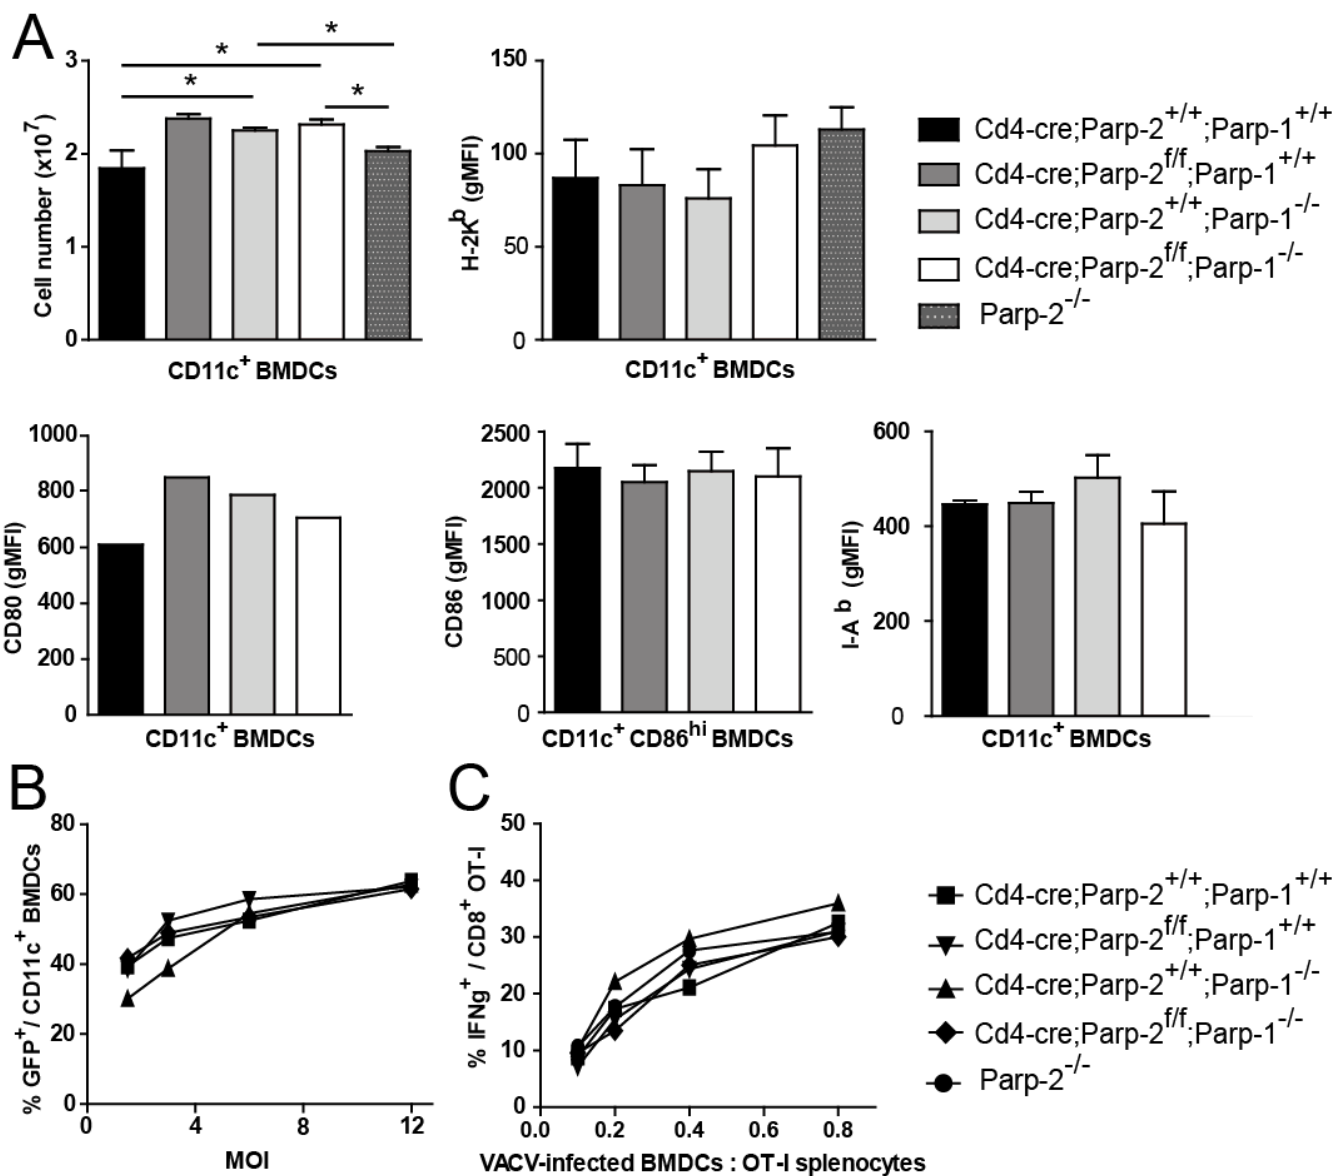 A
*
*
*
*
3
2
1
0
Cell number (x10^7)
CD11c^+ BMDCs
150
100
50
0
H-2K^b (gMFI)
CD11c^+ BMDCs
Cd4-cre;Parp-2^+/+;Parp-1^+/+
Cd4-cre;Parp-2^f/f;Parp-1^+/+
Cd4-cre;Parp-2^+/+;Parp-1^-/-
Cd4-cre;Parp-2^f/f;Parp-1^-/-
Parp-2^-/-
1000
800
600
400
200
0
CD80 (gMFI)
CD11c^+ BMDCs
2500
2000
1500
1000
500
0
CD86 (gMFI)
CD11c^+ CD86^hi BMDCs
600
400
200
0
I-A^b (gMFI)
CD11c^+ BMDCs
B
80
60
40
20
0
% GFP^+/ CD11c^+ BMDCs
0 4 8 12
MOI
C
50
40
30
20
10
0
% IFNg^+ / CD8^+ OT-I
0.0 0.2 0.4 0.6 0.8
VACV-infected BMDCs : OT-I splenocytes
Cd4-cre;Parp-2^+/+;Parp-1^+/+
Cd4-cre;Parp-2^f/f;Parp-1^+/+
Cd4-cre;Parp-2^+/+;Parp-1^-/-
Cd4-cre;Parp-2^f/f;Parp-1^-/-
Parp-2^-/-